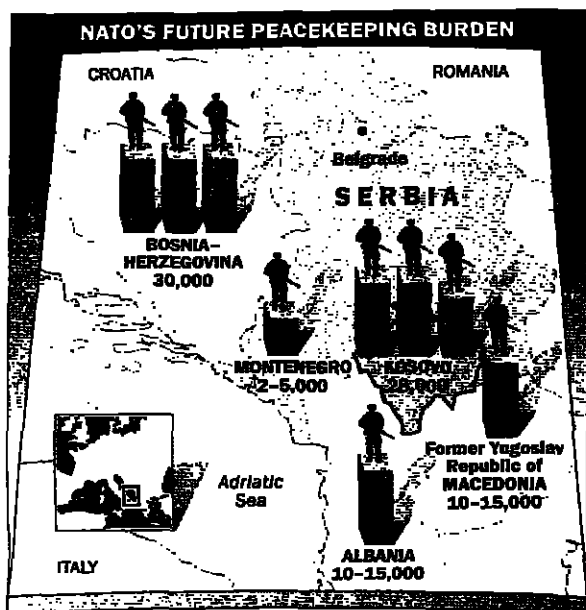 NATO'S FUTURE PEACEKEEPING BURDEN
CROATIA
ROMANIA
Belgrade
SERBIA
BOSNIA–
HERZEGOVINA
30,000
MONTENEGRO
2–5,000
KOSOVO
Former Yugoslav
Republic of
MACEDONIA
10–15,000
Adriatic
Sea
ALBANIA
10–15,000
ITALY